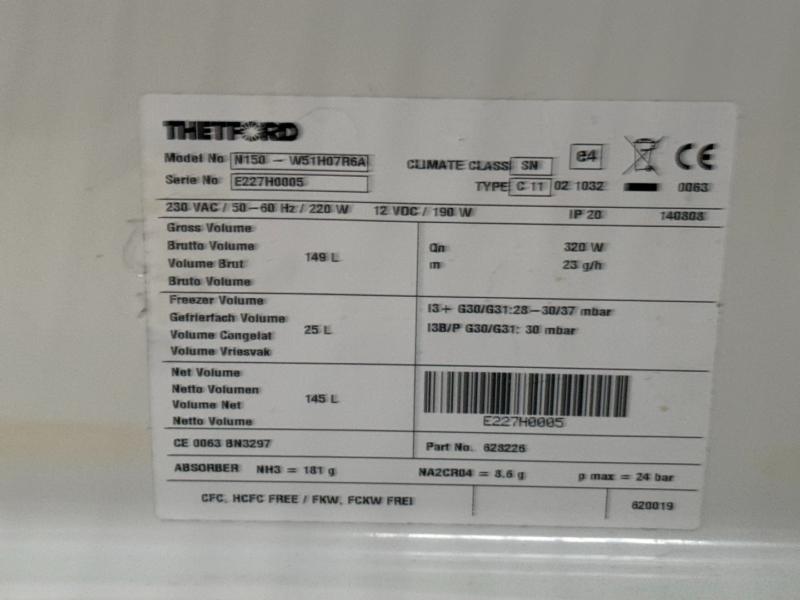 THETFORD
Model No N150 - W51H07R6A
Serie No E227H0005
CLIMATE CLASS SN e4 CE
TYPE C 11 02 1032 0063
230 VAC / 50-60 Hz / 220 W 12 VDC / 190 W IP 20 140808
Gross Volume
Brutto Volume
Volume Brut
Bruto Volume
149 L
Qn 320 W
m 23 g/h
Freezer Volume
Gefrierfach Volume
Volume Congelat
Volume Vriesvak
25 L
I3+ G30/G31:28-30/37 mbar
I3B/P G30/G31: 30 mbar
Net Volume
Netto Volumen
Volume Net
Netto Volume
145 L
E227H0005
CE 0063 BN3297
Part No. 628226
ABSORBER NH3 = 181 g NA2CR04 = 8.6 g p max = 24 bar
CFC, HCFC FREE / FKW, FCKW FREI 620019